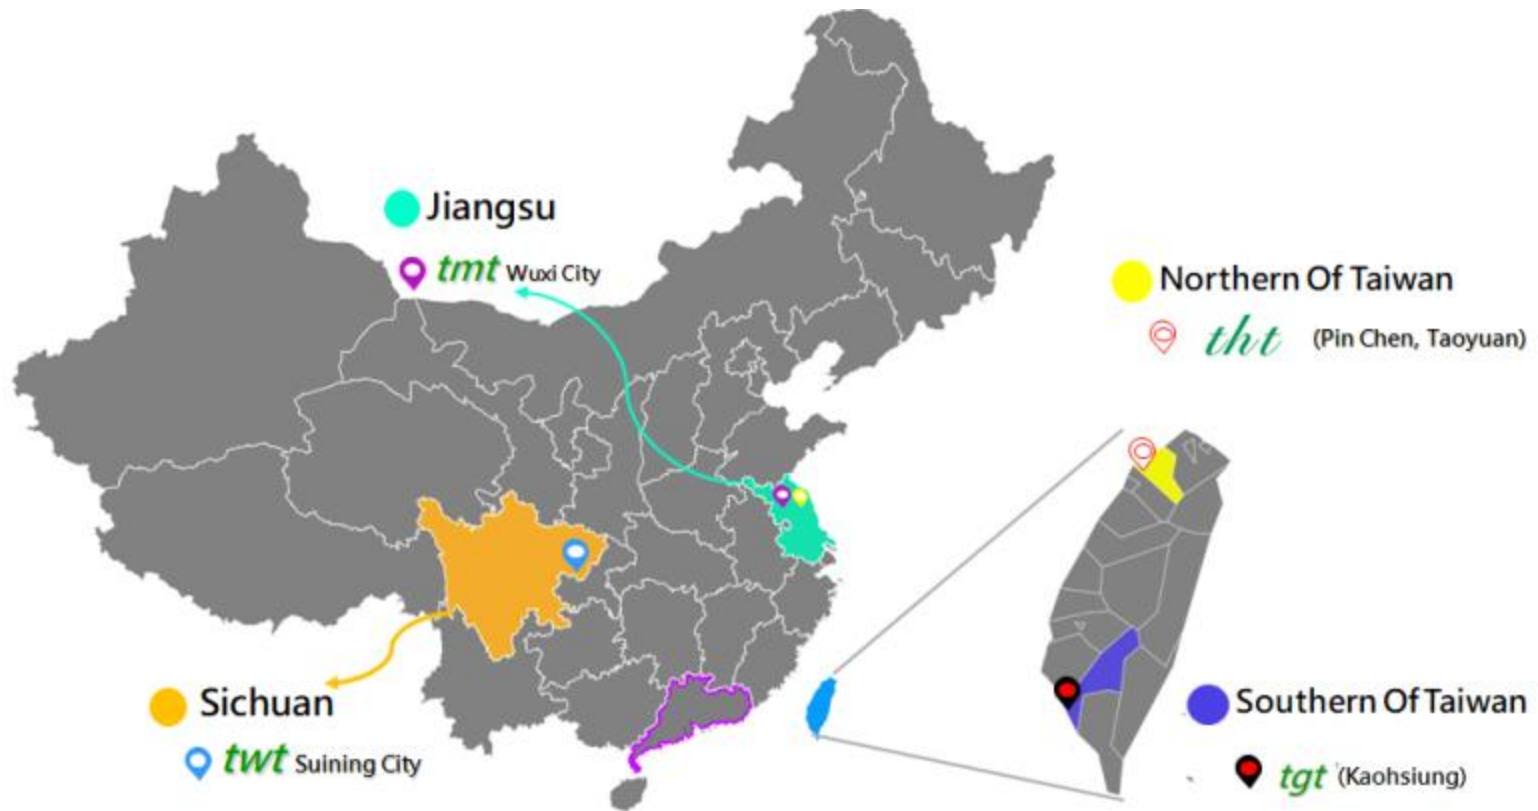 Jiangsu
tmt Wuxi City
Northern Of Taiwan
tht (Pin Chen, Taoyuan)
Sichuan
twt Suining City
Southern Of Taiwan
tgt (Kaohsiung)